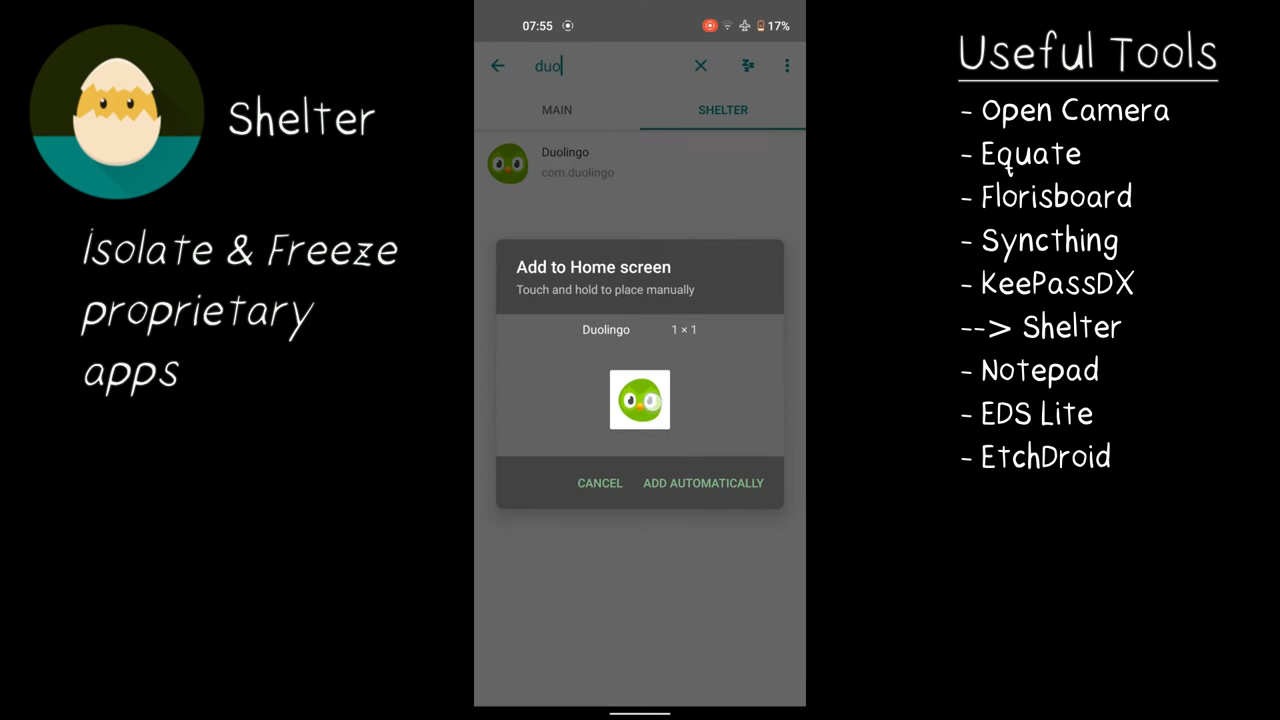 Shelter
Isolate & Freeze
proprietary
apps
07:55
17%
duo
MAIN
SHELTER
Duolingo
com.duolingo
Add to Home screen
Touch and hold to place manually
Duolingo 1 × 1
CANCEL
ADD AUTOMATICALLY
Useful Tools
- Open Camera
- Equate
- Florisboard
- Syncthing
- KeePassDX
--> Shelter
- Notepad
- EDS Lite
- EtchDroid